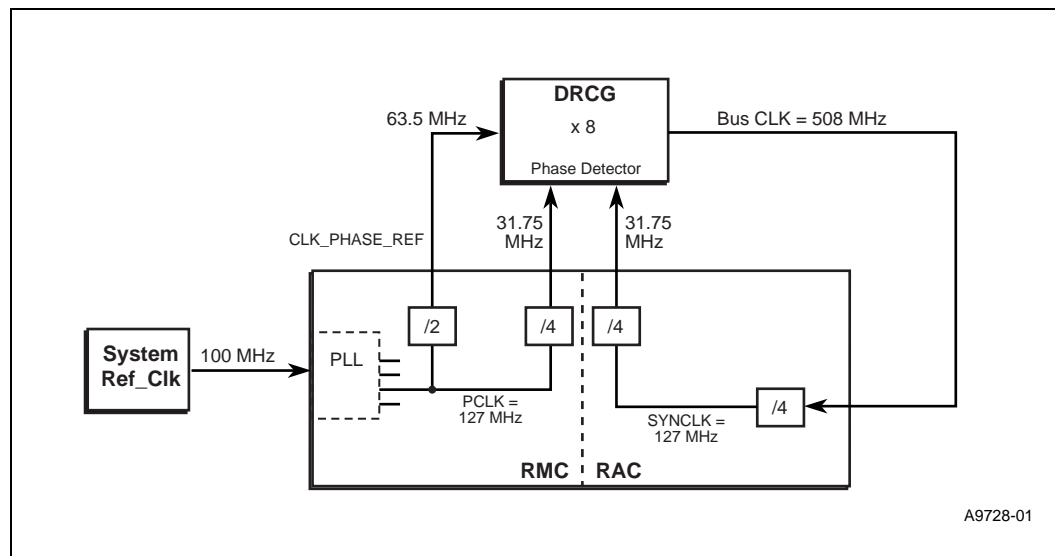 DRCG
x 8
Phase Detector
63.5 MHz
Bus CLK = 508 MHz
CLK_PHASE_REF
31.75
MHz
31.75
MHz
System
Ref_Clk
100 MHz
PLL
/2
/4
/4
/4
PCLK =
127 MHz
SYNCLK =
127 MHz
RMC
RAC
A9728-01